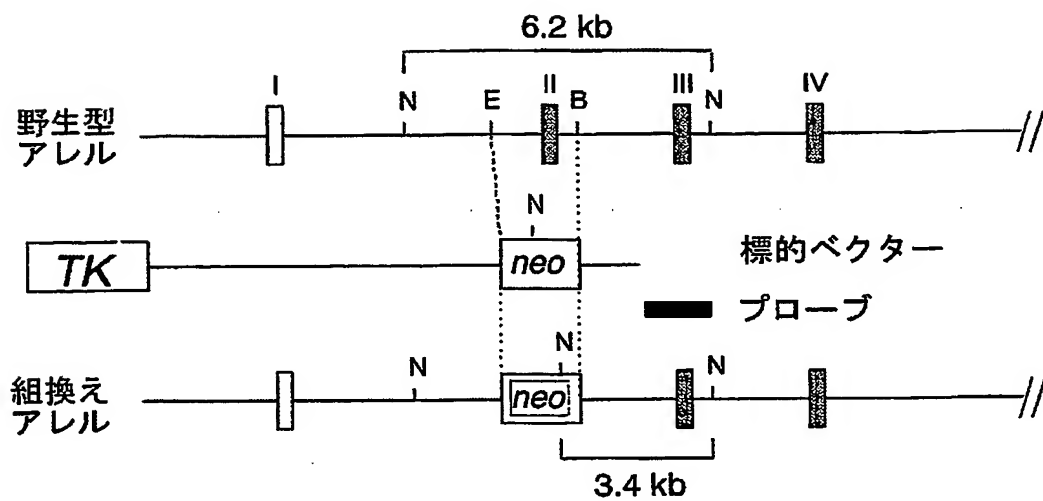 6.2 kb
I N E II B III N IV
野生型
アレル
N
TK neo 標的ベクター
プローブ
N N N
組換え
アレル
neo
3.4 kb